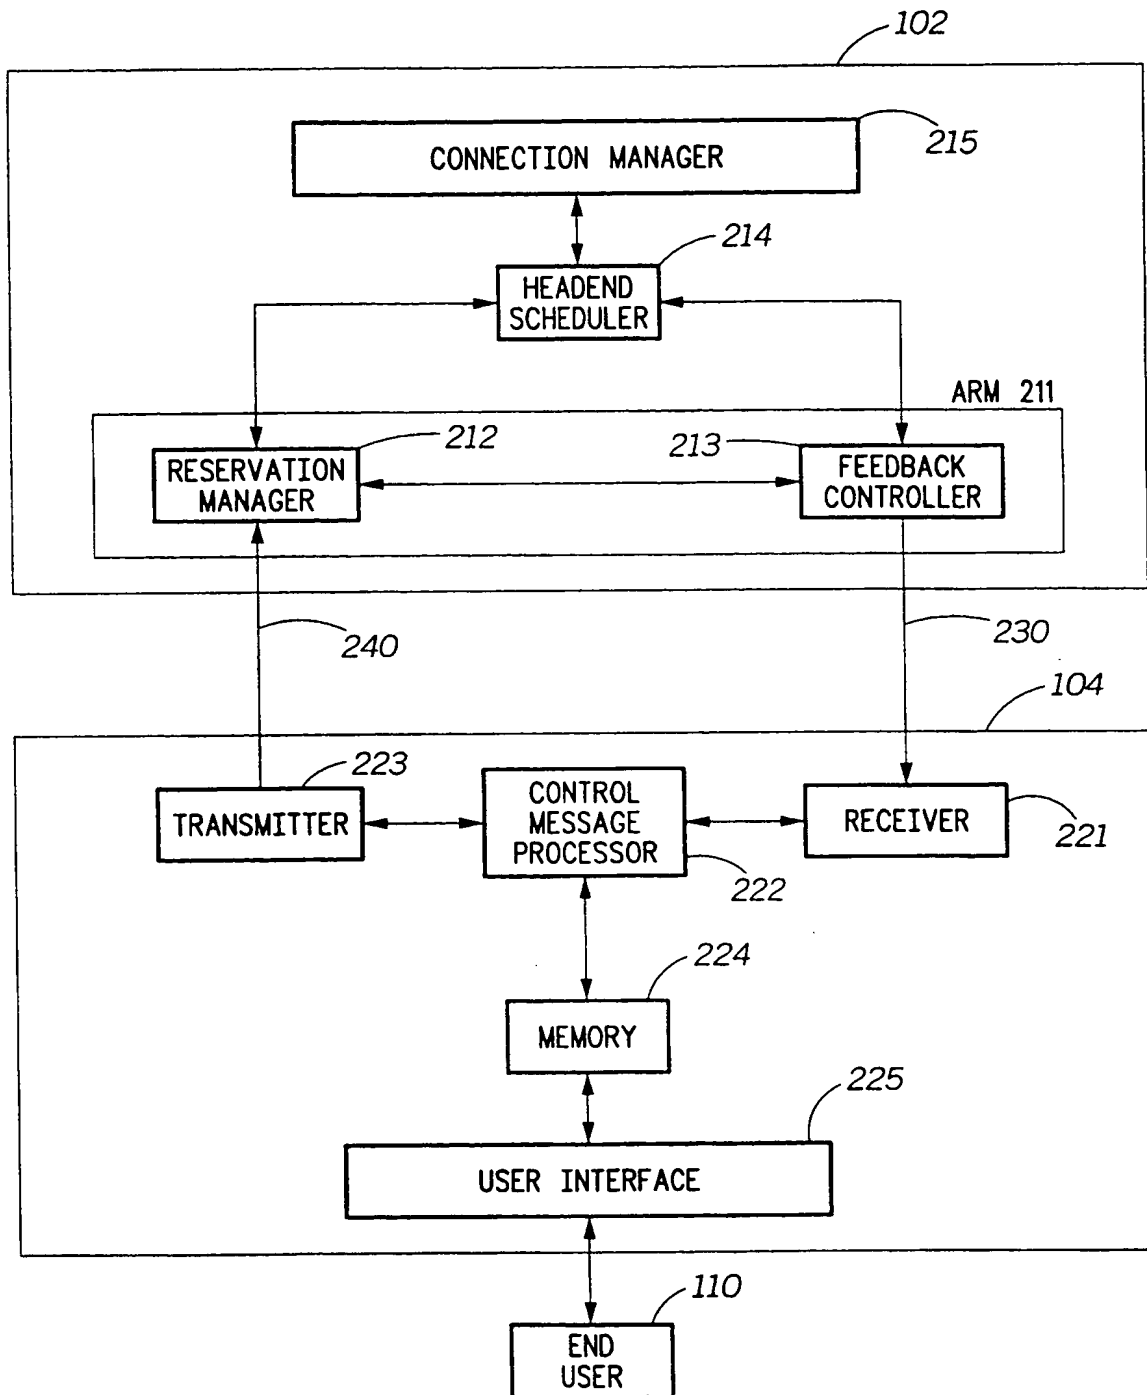 102
CONNECTION MANAGER
215
214
HEADEND
SCHEDULER
ARM 211
212
213
RESERVATION
MANAGER
FEEDBACK
CONTROLLER
240
230
104
223
CONTROL
MESSAGE
PROCESSOR
TRANSMITTER
RECEIVER
221
222
224
MEMORY
225
USER INTERFACE
110
END
USER